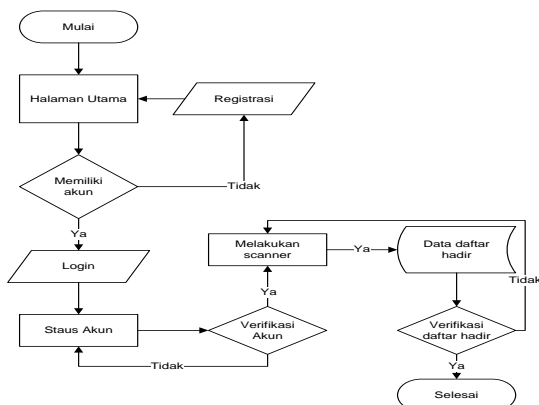 Mulai
Halaman Utama
Registrasi
Memiliki
akun
Tidak
Ya
Login
Staus Akun
Verifikasi
Akun
Tidak
Ya
Melakukan
scanner
Ya
Data daftar
hadir
Tidak
Verifikasi
daftar hadir
Ya
Selesai